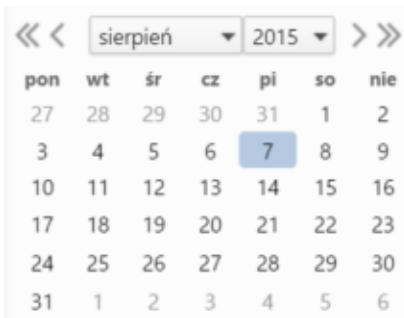 sierpień 2015
pon wt śr cz pi so nie
27 28 29 30 31 1 2
3 4 5 6 7 8 9
10 11 12 13 14 15 16
17 18 19 20 21 22 23
24 25 26 27 28 29 30
31 1 2 3 4 5 6